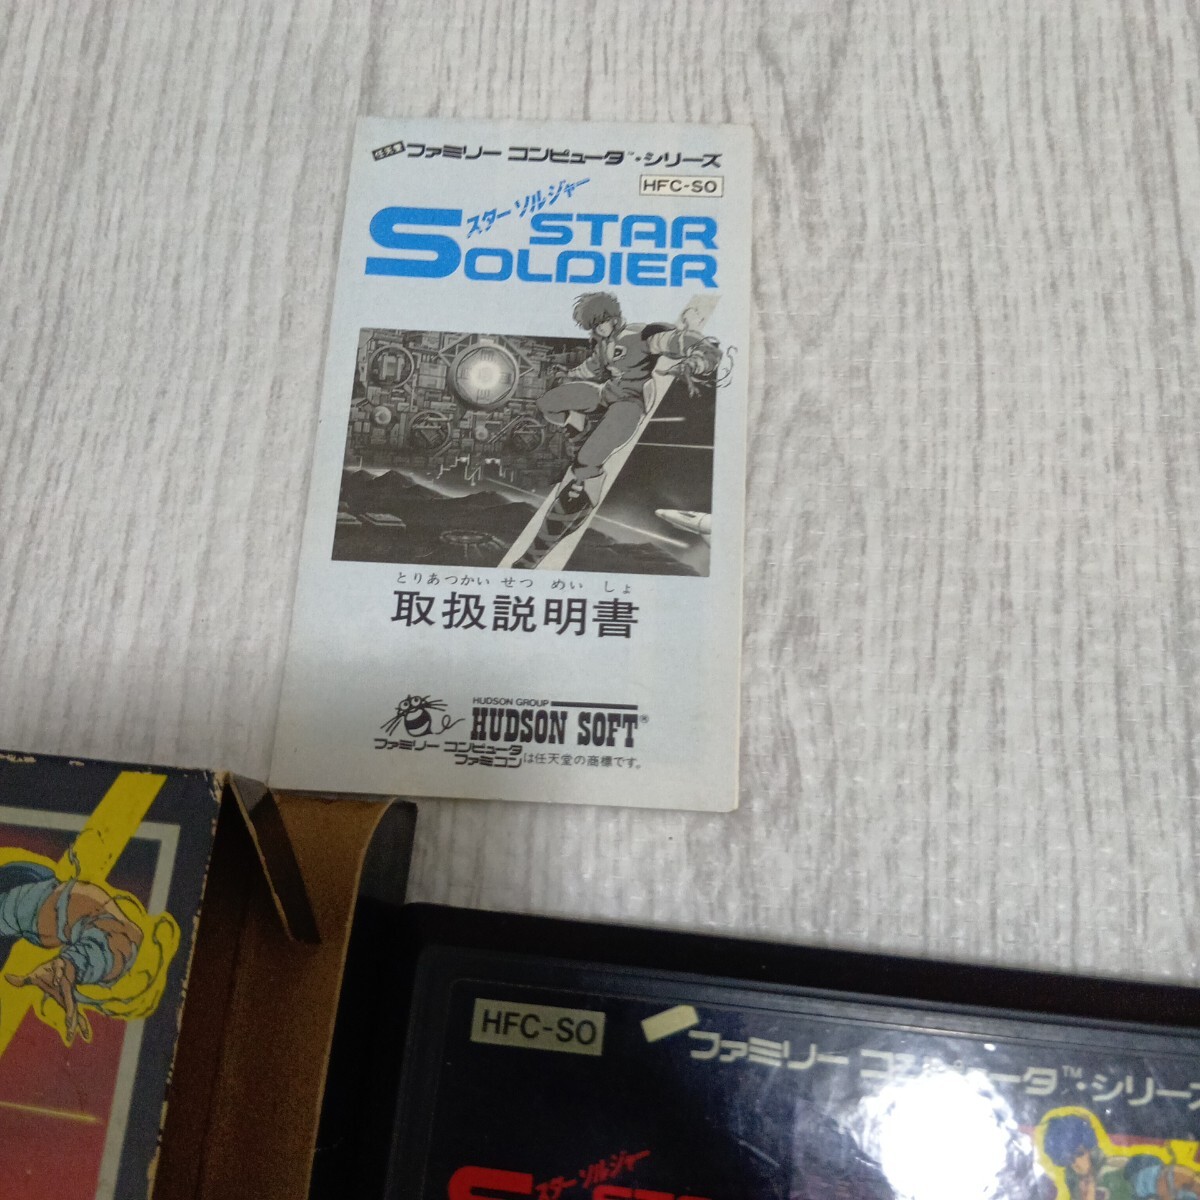 任天堂 ファミリー コンピュータ™・シリーズ
HFC-SO
スター ソルジャー
STAR
SOLDIER
とりあつかい せつ めい しょ
取扱説明書
HUDSON GROUP
HUDSON SOFT®
ファミリー コンピュータ
ファミコンは任天堂の商標です。
HFC-SO
ファミリー コンピュータ™・シリーズ
スター ソルジャー